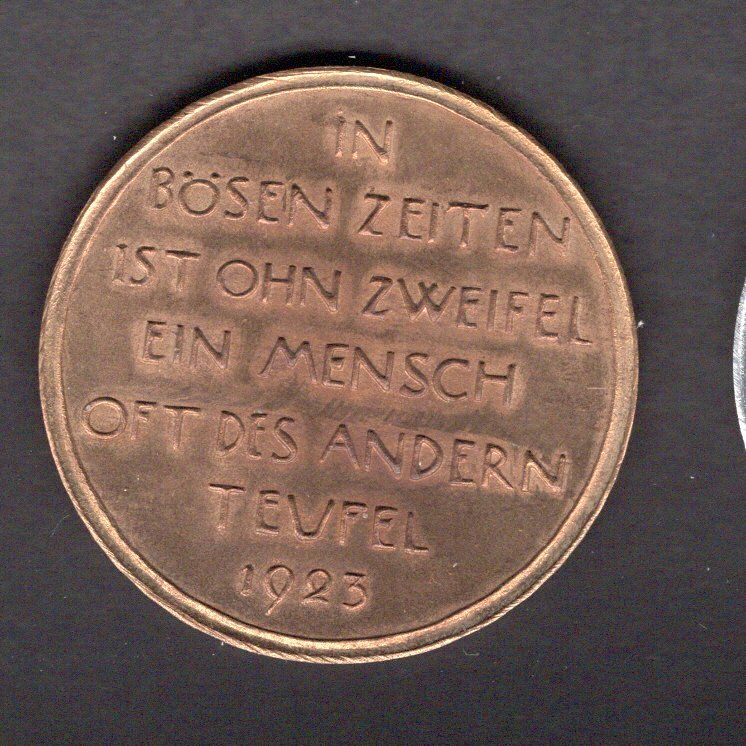 IN
BÖSEN ZEITEN
IST OHN ZWEIFEL
EIN MENSCH
OFT DES ANDERN
TEUFEL
1923